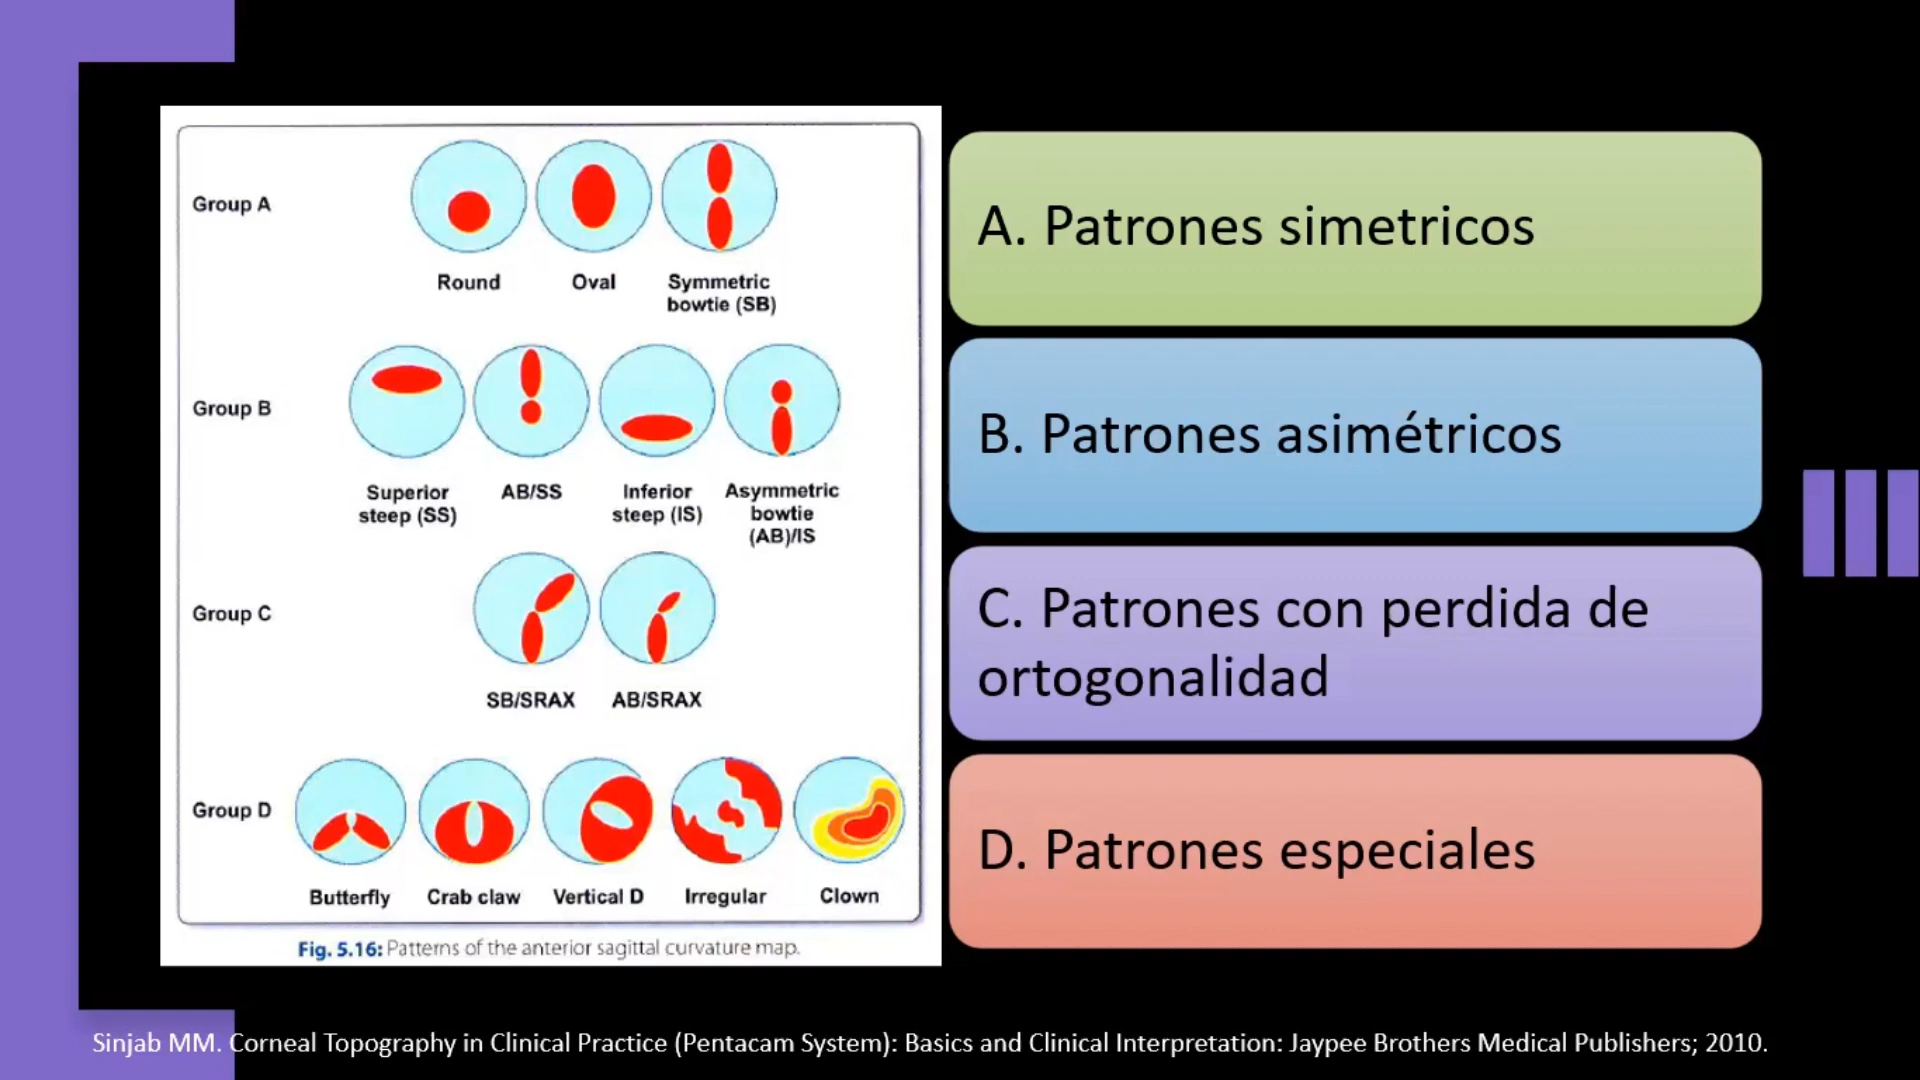 Group A
Round
Oval
Symmetric
bowtie (SB)
Group B
Superior
steep (SS)
AB/SS
Inferior
steep (IS)
Asymmetric
bowtie
(AB)/IS
Group C
SB/SRAX
AB/SRAX
Group D
Butterfly
Crab claw
Vertical D
Irregular
Clown
Fig. 5.16: Patterns of the anterior sagittal curvature map.
A. Patrones simetricos
B. Patrones asimétricos
C. Patrones con perdida de
ortogonalidad
D. Patrones especiales
Sinjab MM. Corneal Topography in Clinical Practice (Pentacam System): Basics and Clinical Interpretation: Jaypee Brothers Medical Publishers; 2010.